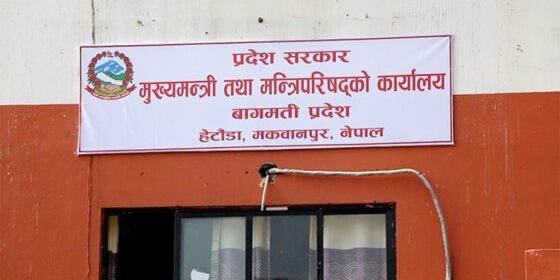 प्रदेश सरकार
मुख्यमन्त्री तथा मन्त्रिपरिषद्को कार्यालय
बागमती प्रदेश
हेटौंडा, मकवानपुर, नेपाल